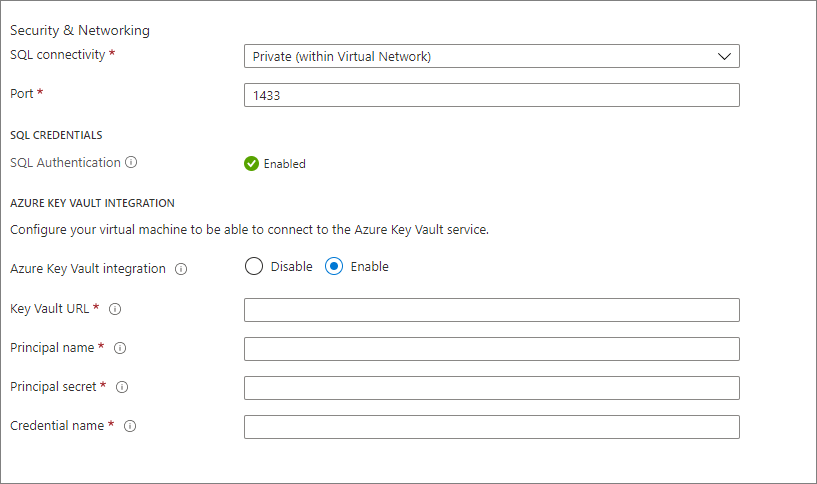 Security & Networking
SQL connectivity *
Private (within Virtual Network)
Port *
1433
SQL CREDENTIALS
SQL Authentication
Enabled
AZURE KEY VAULT INTEGRATION
Configure your virtual machine to be able to connect to the Azure Key Vault service.
Azure Key Vault integration
Disable
Enable
Key Vault URL *
Principal name *
Principal secret *
Credential name *